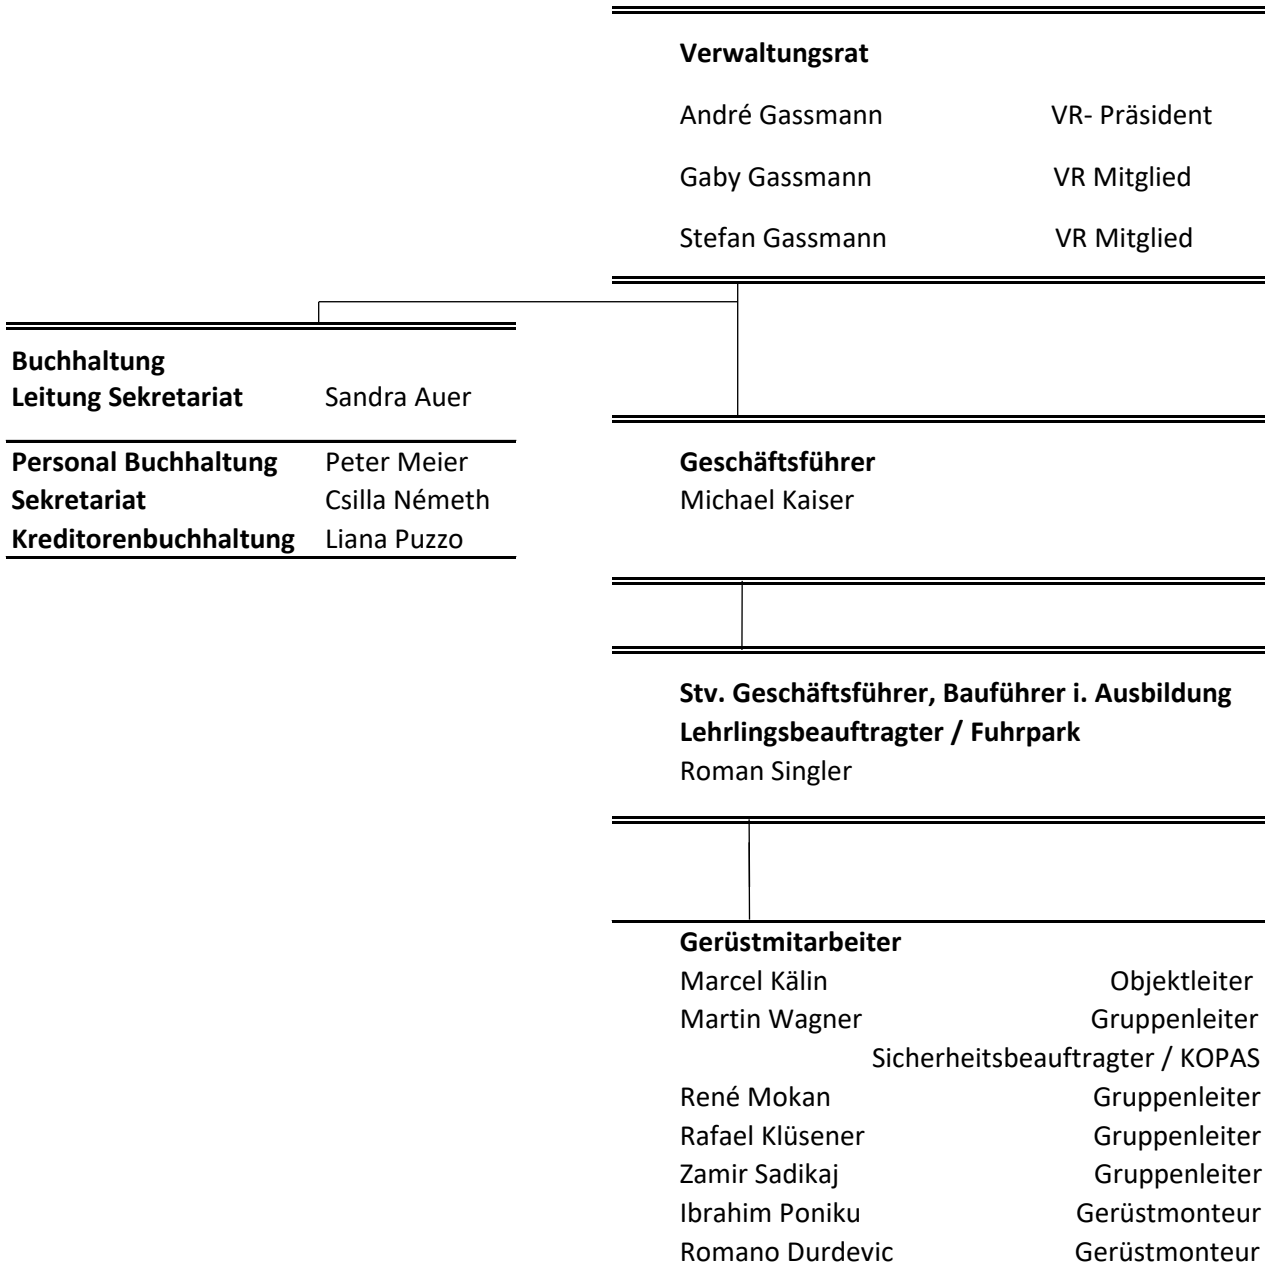 Verwaltungsrat
André Gassmann VR- Präsident
Gaby Gassmann VR Mitglied
Stefan Gassmann VR Mitglied
Buchhaltung
Leitung Sekretariat Sandra Auer
Personal Buchhaltung Peter Meier
Sekretariat Csilla Németh
Kreditorenbuchhaltung Liana Puzzo
Geschäftsführer
Michael Kaiser
Stv. Geschäftsführer, Bauführer i. Ausbildung
Lehrlingsbeauftragter / Fuhrpark
Roman Singler
Gerüstmitarbeiter
Marcel Kälin Objektleiter
Martin Wagner Gruppenleiter
Sicherheitsbeauftragter / KOPAS
René Mokan Gruppenleiter
Rafael Klüsener Gruppenleiter
Zamir Sadikaj Gruppenleiter
Ibrahim Poniku Gerüstmonteur
Romano Durdevic Gerüstmonteur